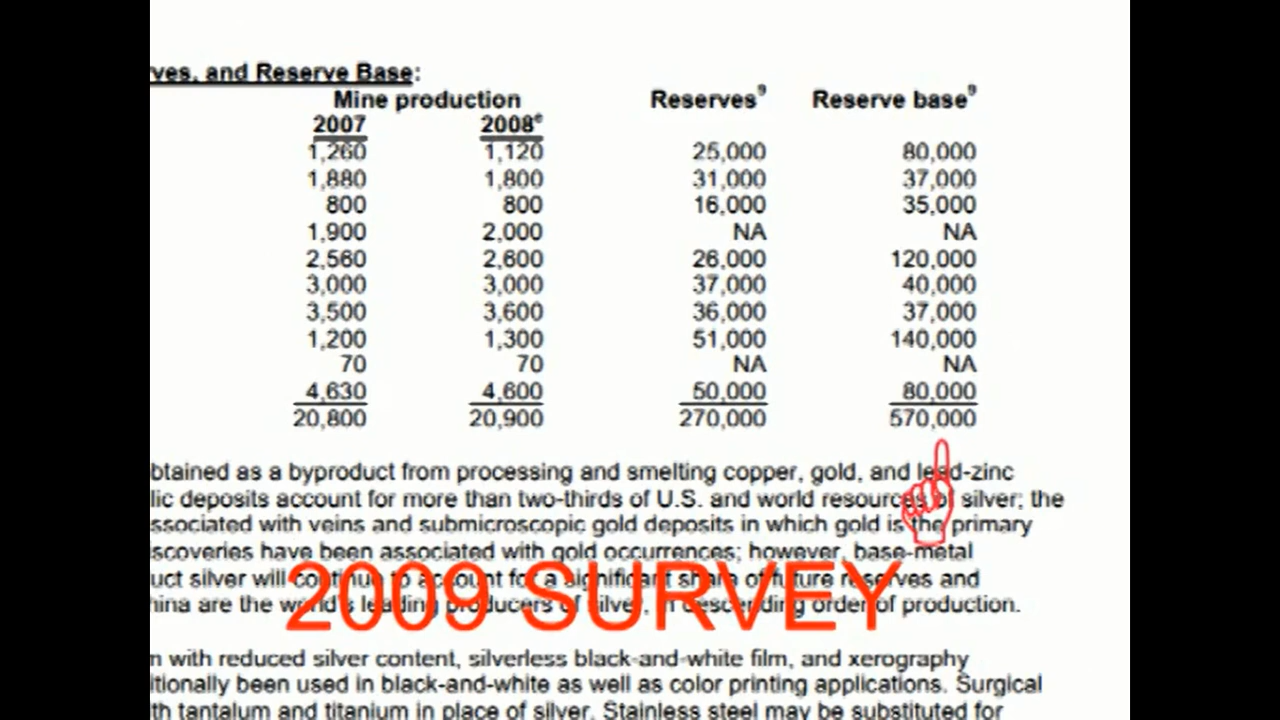 rves, and Reserve Base:
Mine production Reserves⁹ Reserve base⁹
2007 2008ᵉ
1,260 1,120 25,000 80,000
1,880 1,800 31,000 37,000
800 800 16,000 35,000
1,900 2,000 NA NA
2,560 2,600 26,000 120,000
3,000 3,000 37,000 40,000
3,500 3,600 36,000 37,000
1,200 1,300 51,000 140,000
70 70 NA NA
4,630 4,600 50,000 80,000
20,800 20,900 270,000 570,000
btained as a byproduct from processing and smelting copper, gold, and lead-zinc
lic deposits account for more than two-thirds of U.S. and world resources of silver; the
ssociated with veins and submicroscopic gold deposits in which gold is the primary
scoveries have been associated with gold occurrences; however, base-metal
uct silver will continue to account for a significant share of future reserves and
hina are the world's leading producers of silver, in descending order of production.
2009 SURVEY
m with reduced silver content, silverless black-and-white film, and xerography
itionally been used in black-and-white as well as color printing applications. Surgical
th tantalum and titanium in place of silver. Stainless steel may be substituted for